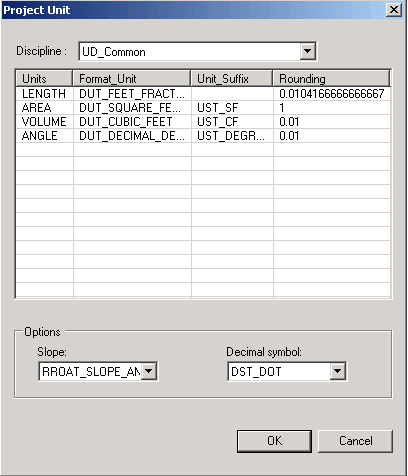 Project Unit
Discipline : UD_Common
Units Format_Unit Unit_Suffix Rounding
LENGTH DUT_FEET_FRACT... 0.0104166666666667
AREA DUT_SQUARE_FE... UST_SF 1
VOLUME DUT_CUBIC_FEET UST_CF 0.01
ANGLE DUT_DECIMAL_DE... UST_DEGR... 0.01
Options
Slope: Decimal symbol:
RROAT_SLOPE_AN DST_DOT
OK Cancel